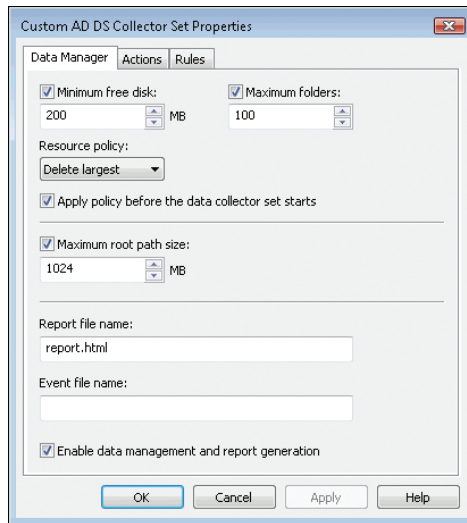 Custom AD DS Collector Set Properties
Data Manager Actions Rules
Minimum free disk: Maximum folders:
200 MB 100
Resource policy:
Delete largest
Apply policy before the data collector set starts
Maximum root path size:
1024 MB
Report file name:
report.html
Event file name:
Enable data management and report generation
OK Cancel Apply Help